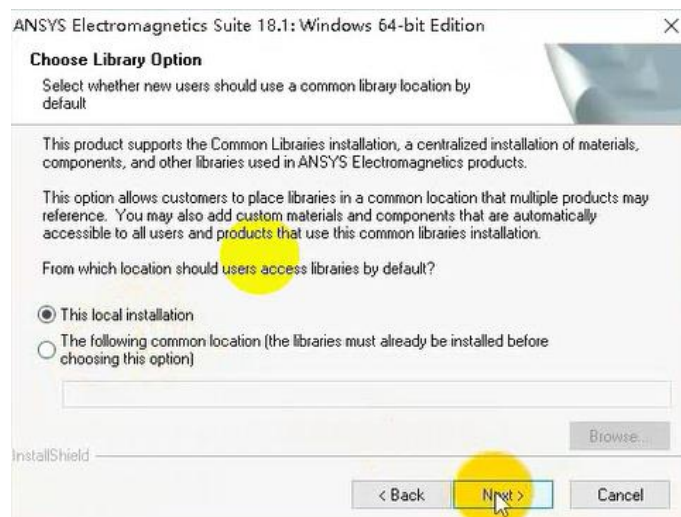 ANSYS Electromagnetics Suite 18.1: Windows 64-bit Edition
Choose Library Option
Select whether new users should use a common library location by
default
This product supports the Common Libraries installation, a centralized installation of materials,
components, and other libraries used in ANSYS Electromagnetics products.
This option allows customers to place libraries in a common location that multiple products may
reference. You may also add custom materials and components that are automatically
accessible to all users and products that use this common libraries installation.
From which location should users access libraries by default?
This local installation
The following common location (the libraries must already be installed before
choosing this option)
Browse...
InstallShield
< Back Next > Cancel